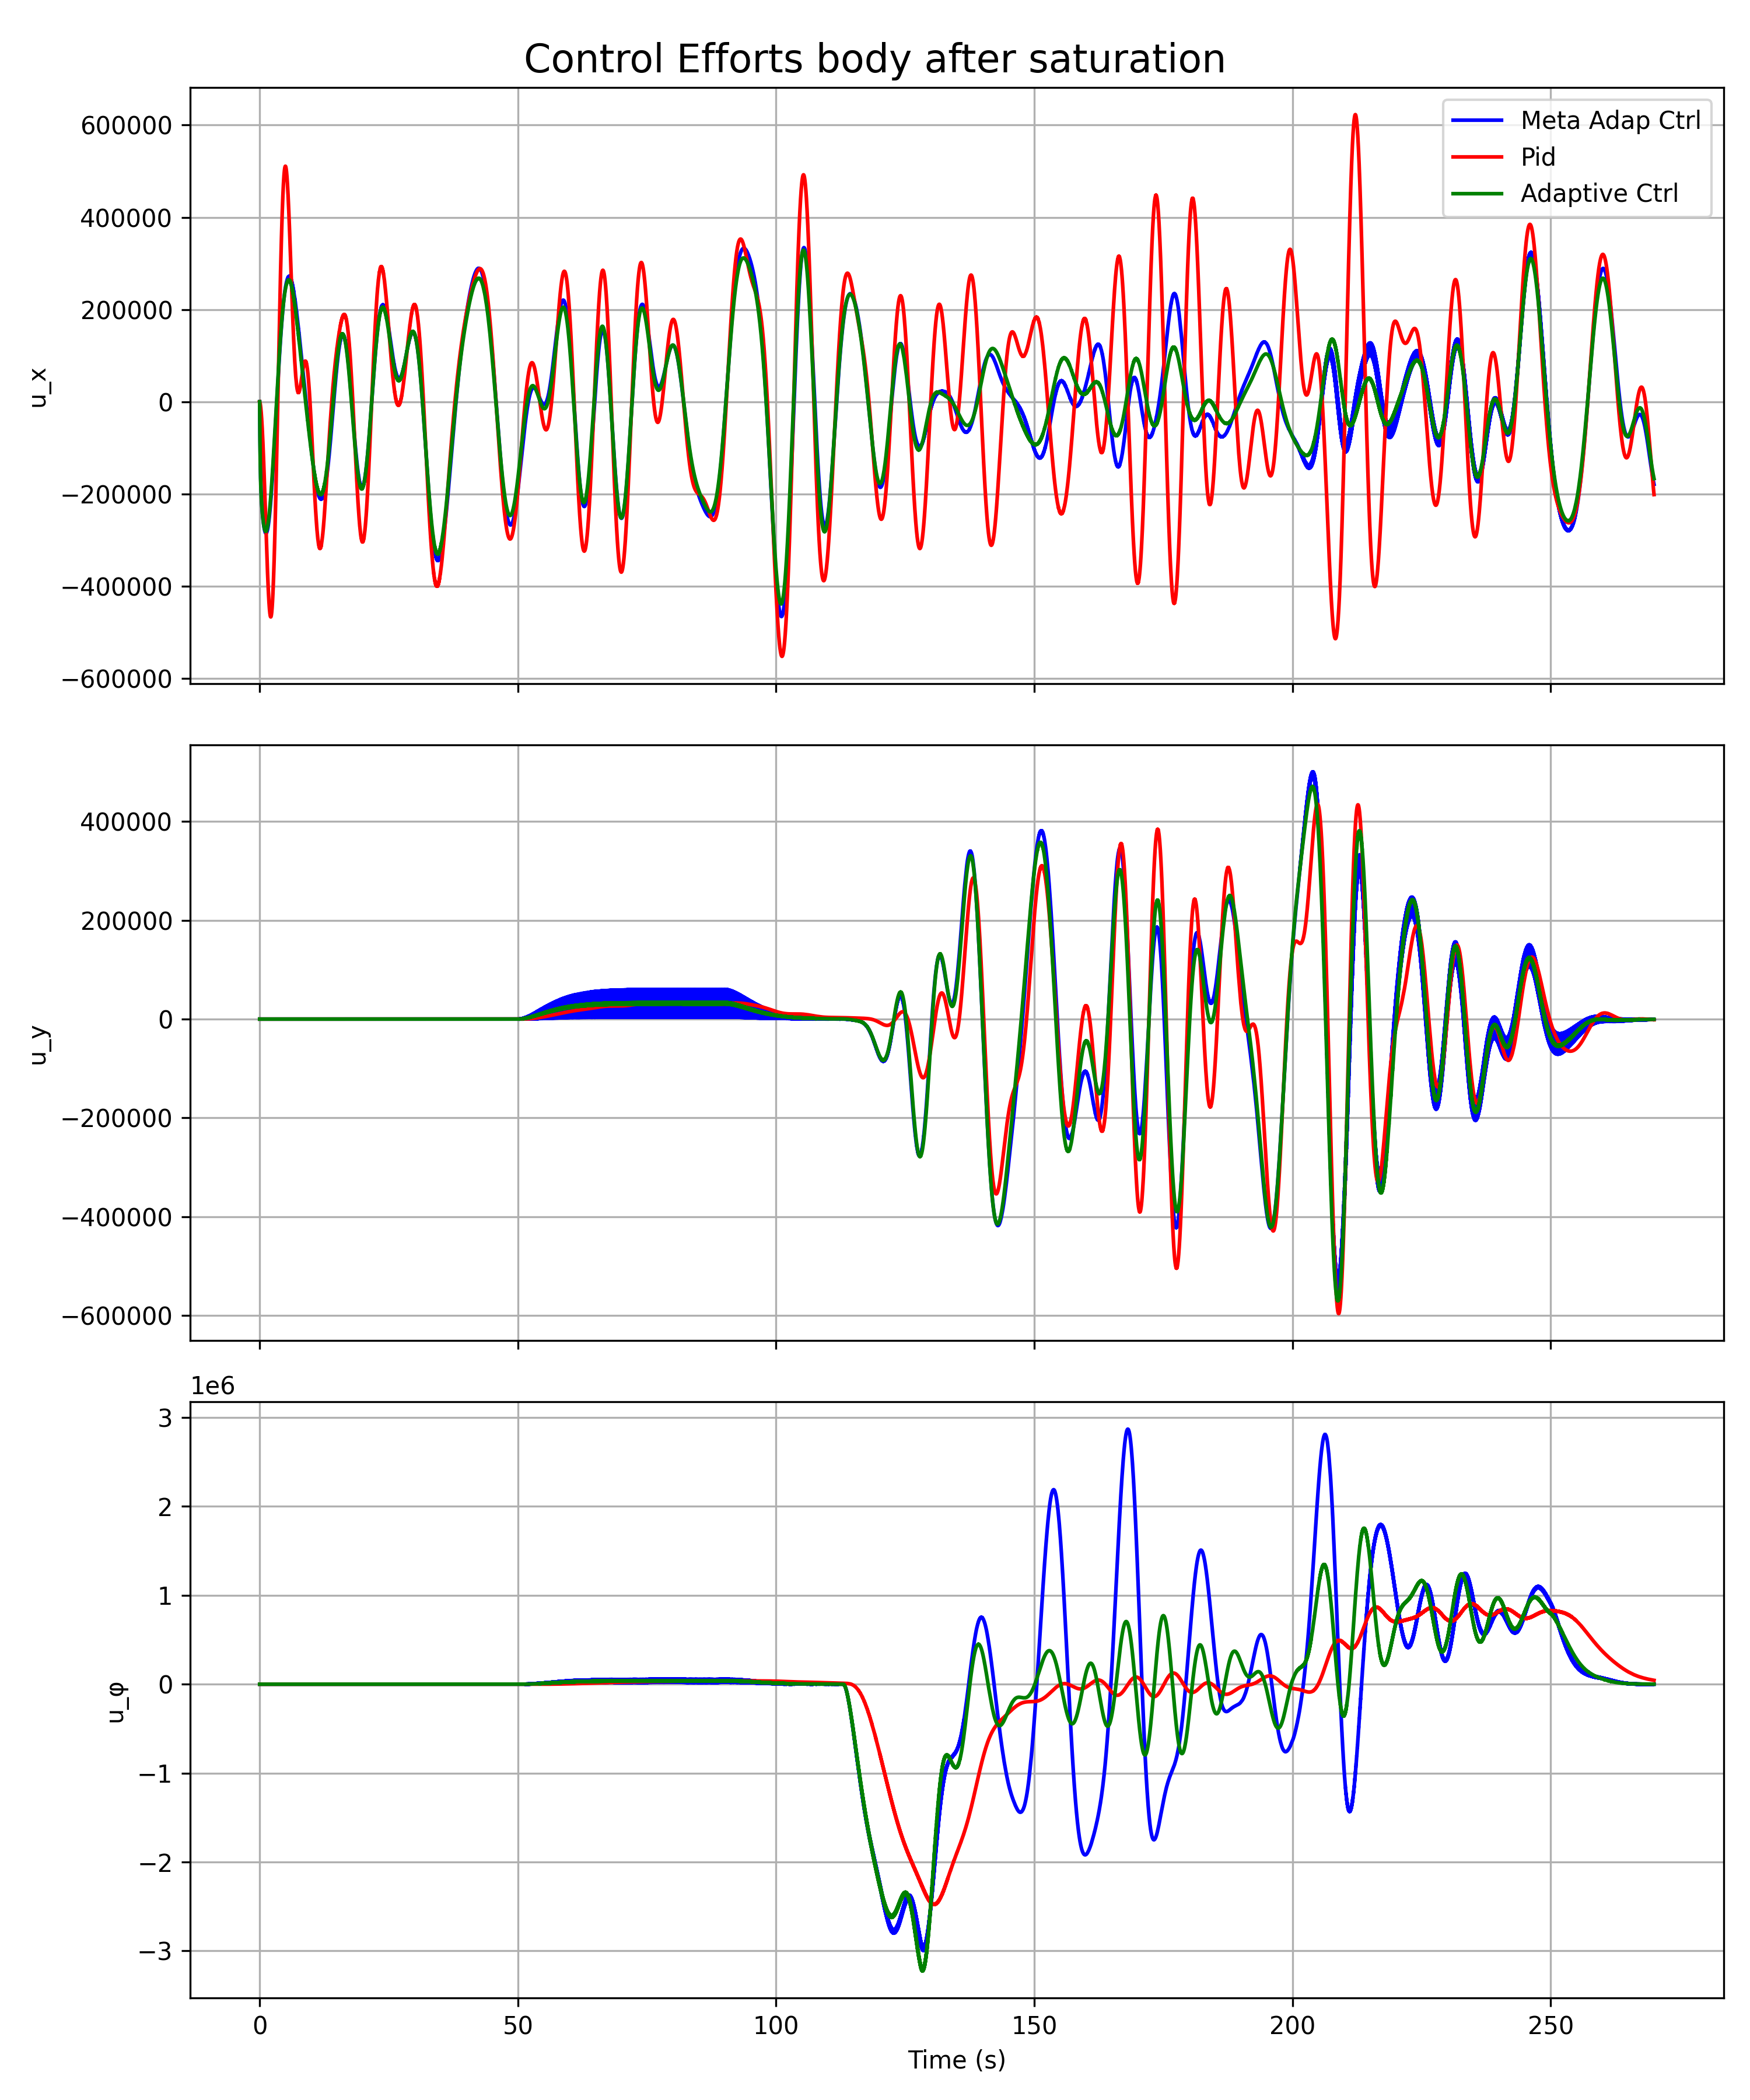 Control Efforts body after saturation
600000
400000
200000
0
−200000
−400000
−600000
u_x
Meta Adap Ctrl
Pid
Adaptive Ctrl
400000
200000
0
−200000
−400000
−600000
u_y
1e6
3
2
1
0
−1
−2
−3
u_φ
0
50
100
150
200
250
Time (s)